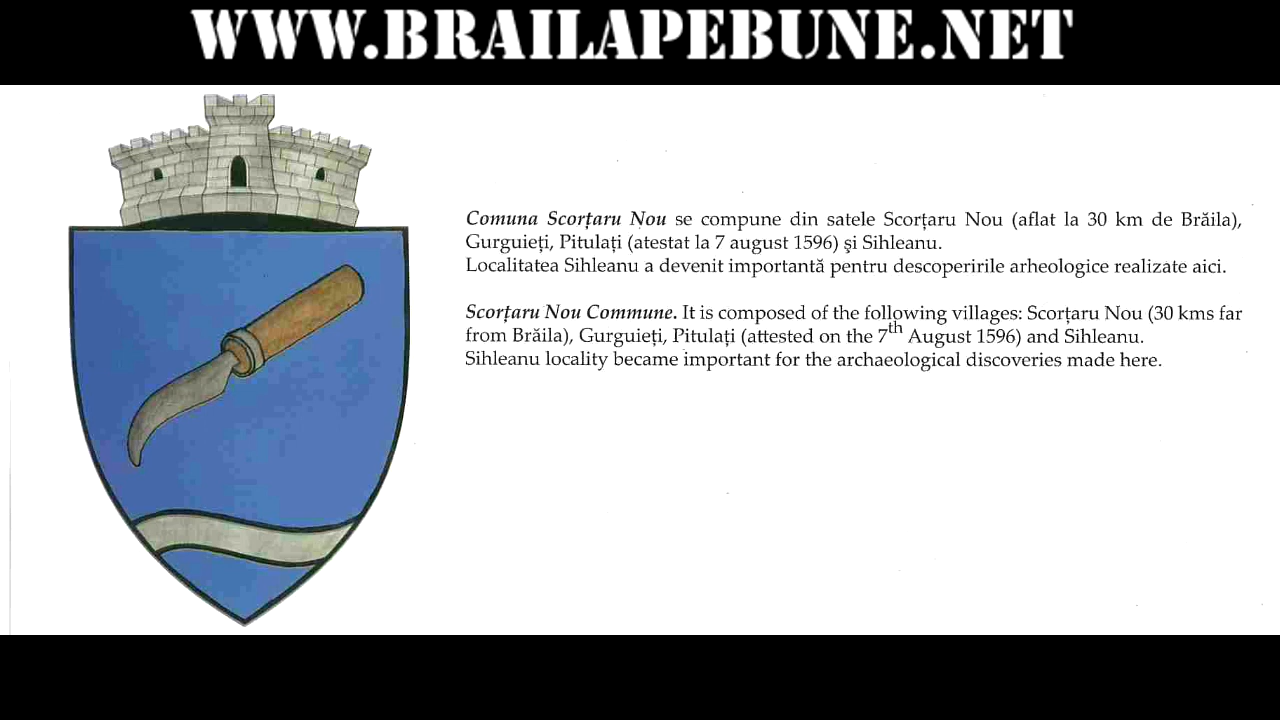 WWW.BRAILAPEBUNE.NET
Comuna Scorțaru Nou se compune din satele Scorțaru Nou (aflat la 30 km de Brăila),
Gurguieți, Pitulați (atestat la 7 august 1596) și Sihleanu.
Localitatea Sihleanu a devenit importantă pentru descoperirile arheologice realizate aici.
Scorțaru Nou Commune. It is composed of the following villages: Scorțaru Nou (30 kms far
from Brăila), Gurguieți, Pitulați (attested on the 7th August 1596) and Sihleanu.
Sihleanu locality became important for the archaeological discoveries made here.